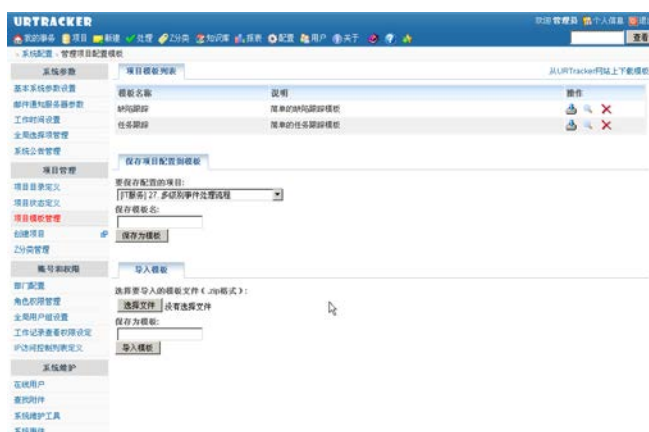 URTRACKER
欢迎 管理员 个人信息
我的事务 项目 新建 处理 Z分类 知识库 报表 配置 用户 关于
查看
系统配置 - 管理项目配置模板
系统参数
基本系统参数设置
邮件通知服务器参数
工作时间设置
全局选择项管理
系统公告管理
项目管理
项目目录定义
项目状态定义
项目模板管理
创建项目
Z分类管理
账号和权限
部门配置
角色权限管理
全局用户组设置
工作记录查看权限设定
IP访问控制列表定义
系统维护
在线用户
查找附件
系统维护工具
系统事件
项目模板列表
从URTracker网站上下载模板
模板名称 说明 操作
缺陷跟踪 简单的缺陷跟踪模板
任务跟踪 简单的任务跟踪模板
保存项目配置到模板
要保存配置的项目:
[IT服务] 27. 多级别事件处理流程
保存模板名:
保存为模板
导入模板
选择要导入的模板文件(.zip格式):
选择文件 没有选择文件
保存为模板:
导入模板